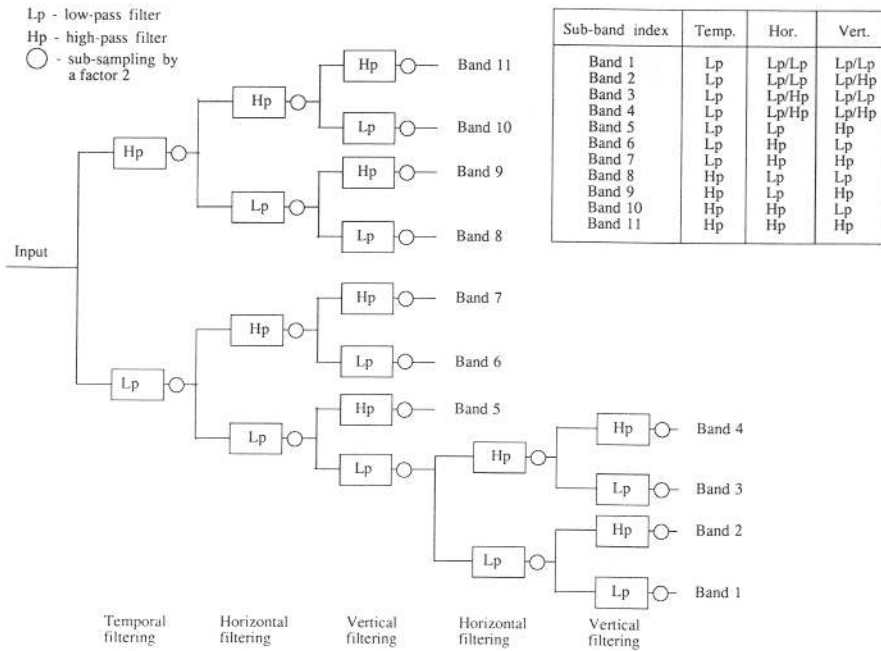 Lp - low-pass filter
Hp - high-pass filter
- sub-sampling by
a factor 2
Sub-band index Temp. Hor. Vert.
Band 1 Lp Lp/Lp Lp/Lp
Band 2 Lp Lp/Lp Lp/Hp
Band 3 Lp Lp/Hp Lp/Lp
Band 4 Lp Lp/Hp Lp/Hp
Band 5 Lp Lp Hp
Band 6 Lp Hp Lp
Band 7 Lp Hp Hp
Band 8 Hp Lp Lp
Band 9 Hp Lp Hp
Band 10 Hp Hp Lp
Band 11 Hp Hp Hp
Hp Band 11
Hp
Lp Band 10
Hp
Hp Band 9
Lp
Lp Band 8
Input
Hp Band 7
Hp
Lp Band 6
Lp
Hp Band 5
Lp
Lp
Hp Band 4
Hp
Lp Band 3
Hp Band 2
Lp
Lp Band 1
Temporal
filtering
Horizontal
filtering
Vertical
filtering
Horizontal
filtering
Vertical
filtering